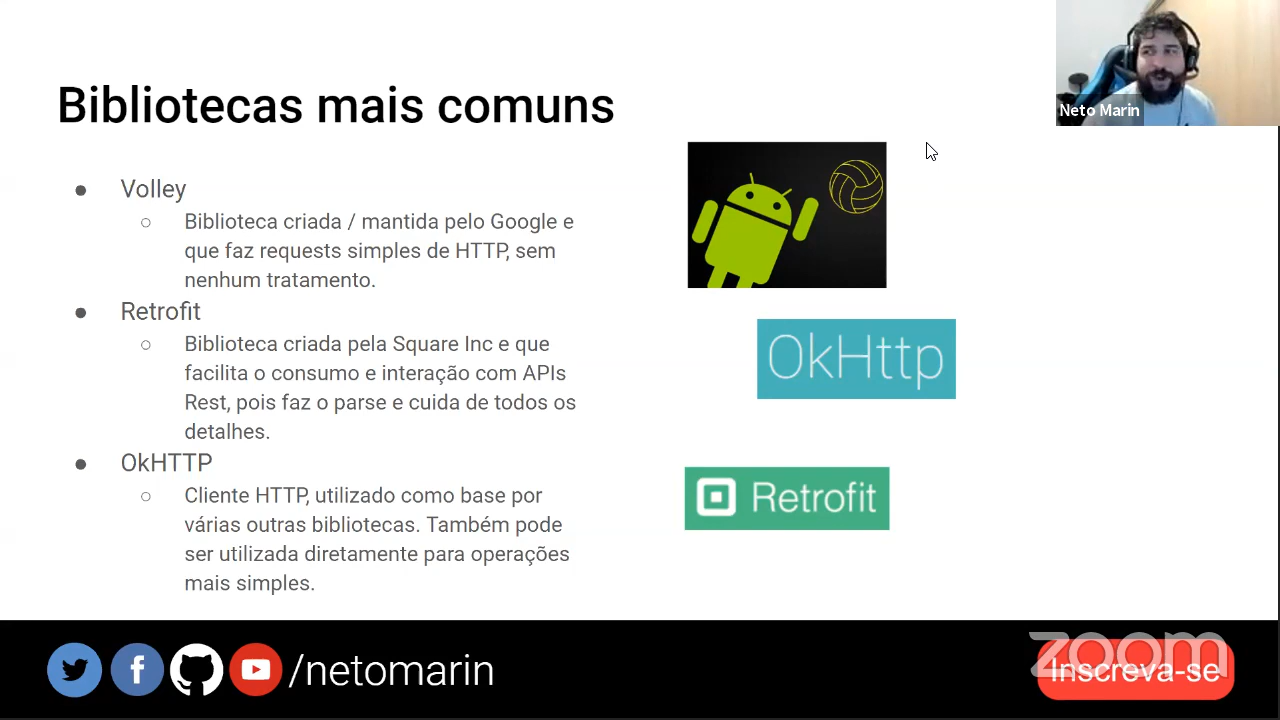 Bibliotecas mais comuns
Neto Marin
● Volley
○ Biblioteca criada / mantida pelo Google e
que faz requests simples de HTTP, sem
nenhum tratamento.
● Retrofit
○ Biblioteca criada pela Square Inc e que
facilita o consumo e interação com APIs
Rest, pois faz o parse e cuida de todos os
detalhes.
● OkHTTP
○ Cliente HTTP, utilizado como base por
várias outras bibliotecas. Também pode
ser utilizada diretamente para operações
mais simples.
OkHttp
Retrofit
/netomarin
zoom
Inscreva-se